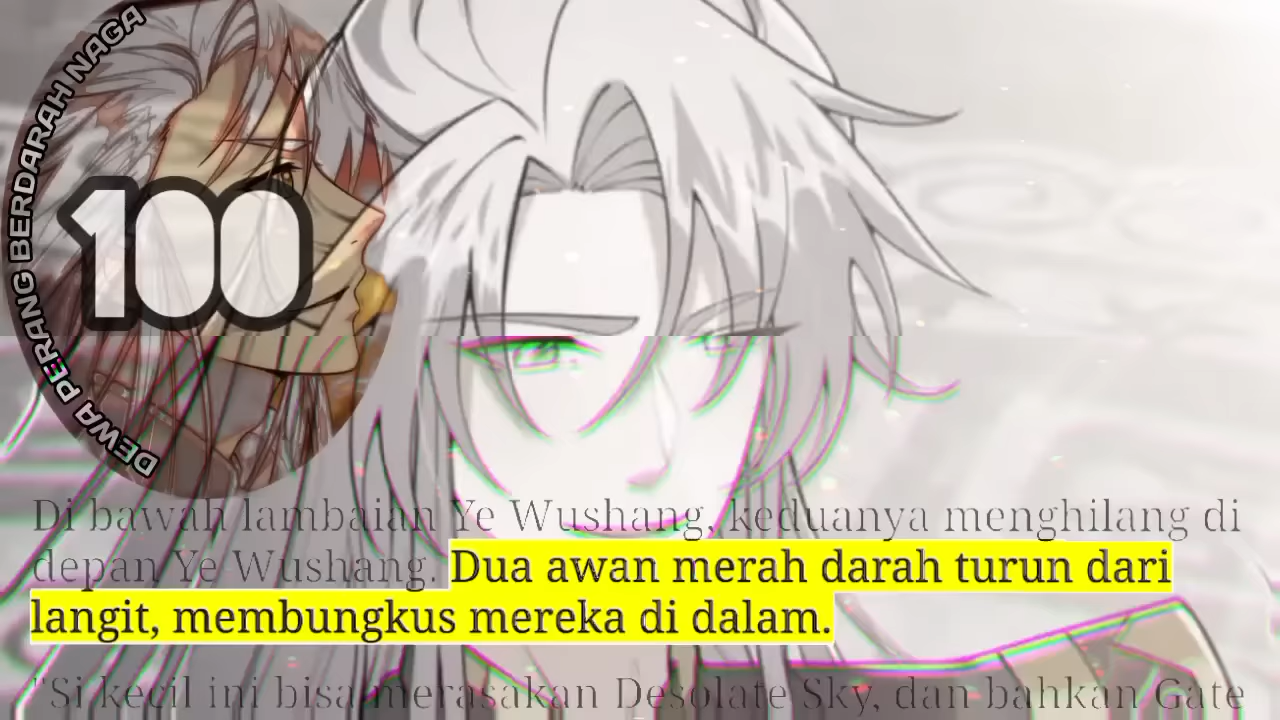 DEWA PERANG BERDARAH NAGA
100
Di bawah lambaian Ye Wushang, keduanya menghilang di
depan Ye Wushang. Dua awan merah darah turun dari
langit, membungkus mereka di dalam.
"Si kecil ini bisa merasakan Desolate Sky, dan bahkan Gate